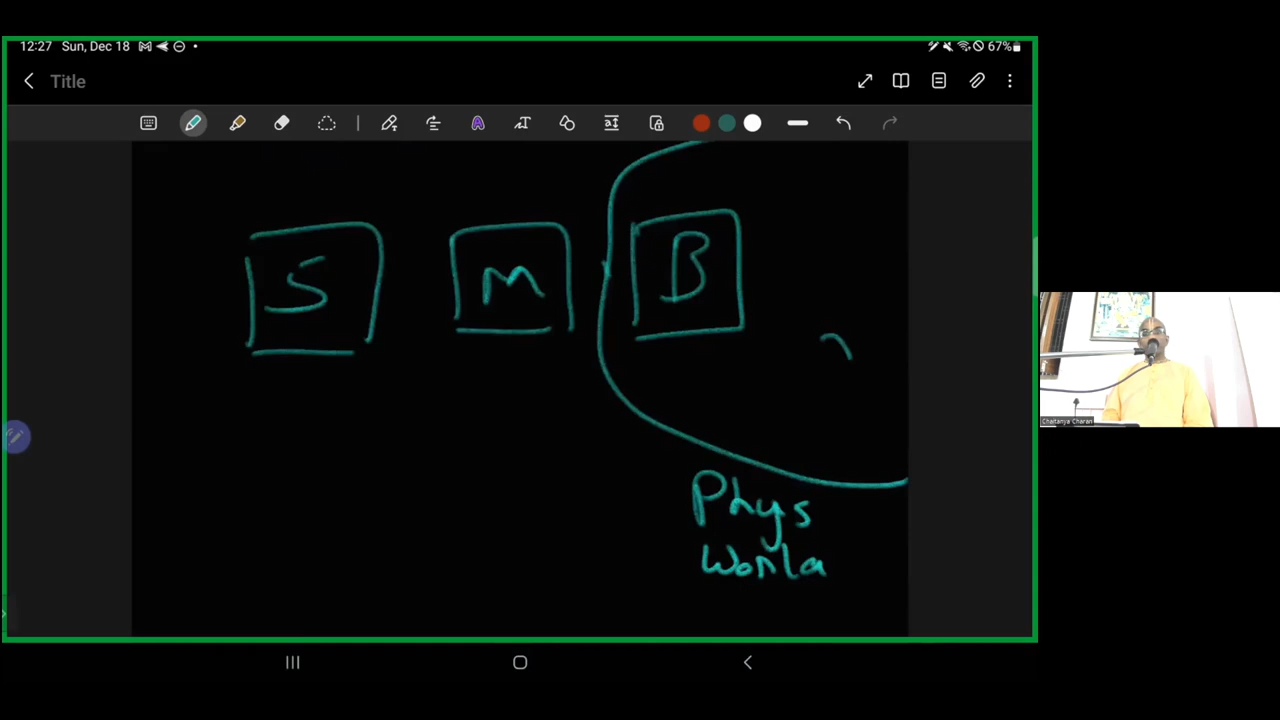 12:27 Sun, Dec 18
67%
Title
S M B
Phys
World
Chaitanya Charan